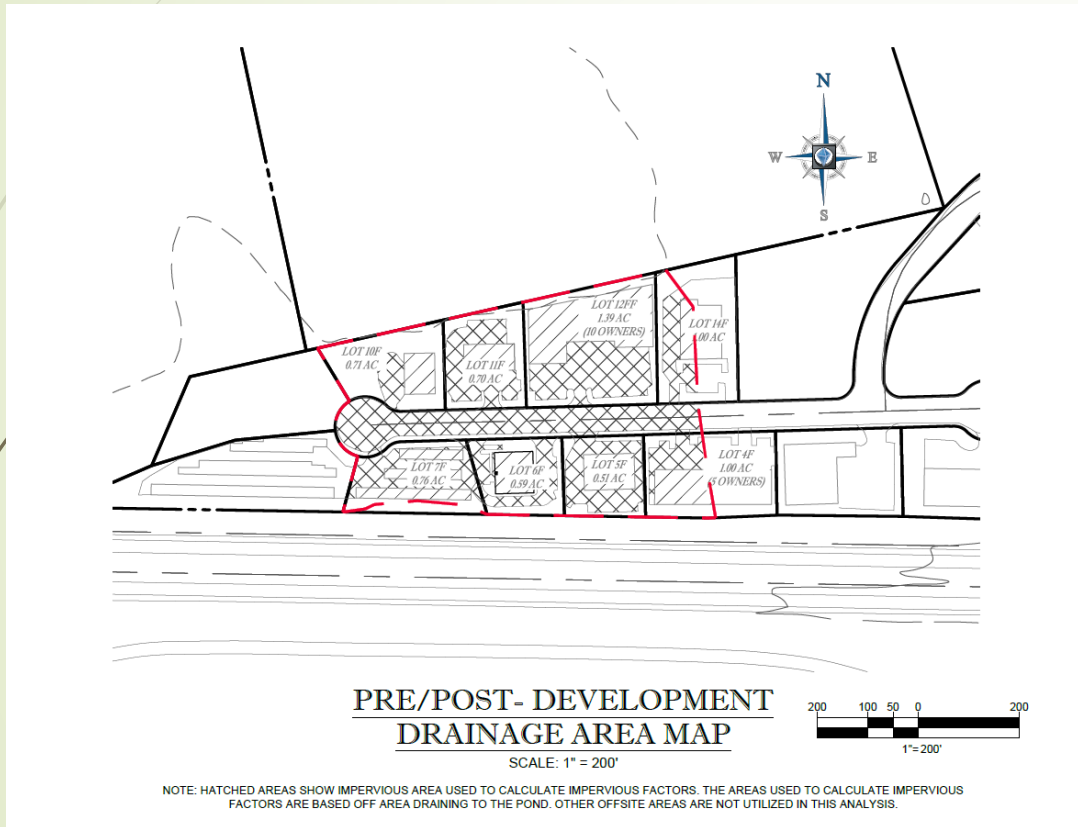 N
W
E
S
LOT 12FF
1.39 AC
(10 OWNERS)
LOT 14F
1.00 AC
LOT 10F
0.71 AC
LOT 11F
0.70 AC
LOT 7F
0.76 AC
LOT 6F
0.59 AC
LOT 5F
0.51 AC
LOT 4F
1.00 AC
(5 OWNERS)
PRE/POST- DEVELOPMENT
DRAINAGE AREA MAP
SCALE: 1" = 200'
200 100 50 0 200
1"=200'
NOTE: HATCHED AREAS SHOW IMPERVIOUS AREA USED TO CALCULATE IMPERVIOUS FACTORS. THE AREAS USED TO CALCULATE IMPERVIOUS
FACTORS ARE BASED OFF AREA DRAINING TO THE POND. OTHER OFFSITE AREAS ARE NOT UTILIZED IN THIS ANALYSIS.